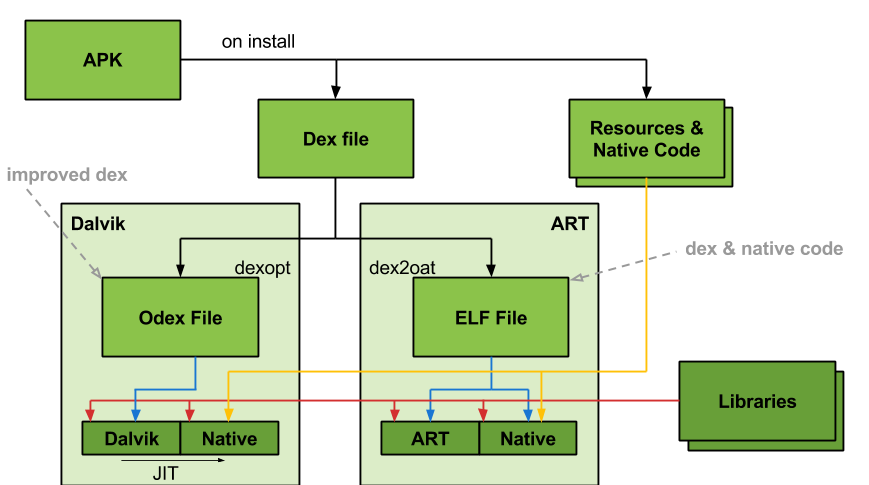 on install
APK
Dex file
Resources &
Native Code
improved dex
Dalvik
ART
dexopt
dex2oat
dex & native code
Odex File
ELF File
Libraries
Dalvik
Native
ART
Native
JIT